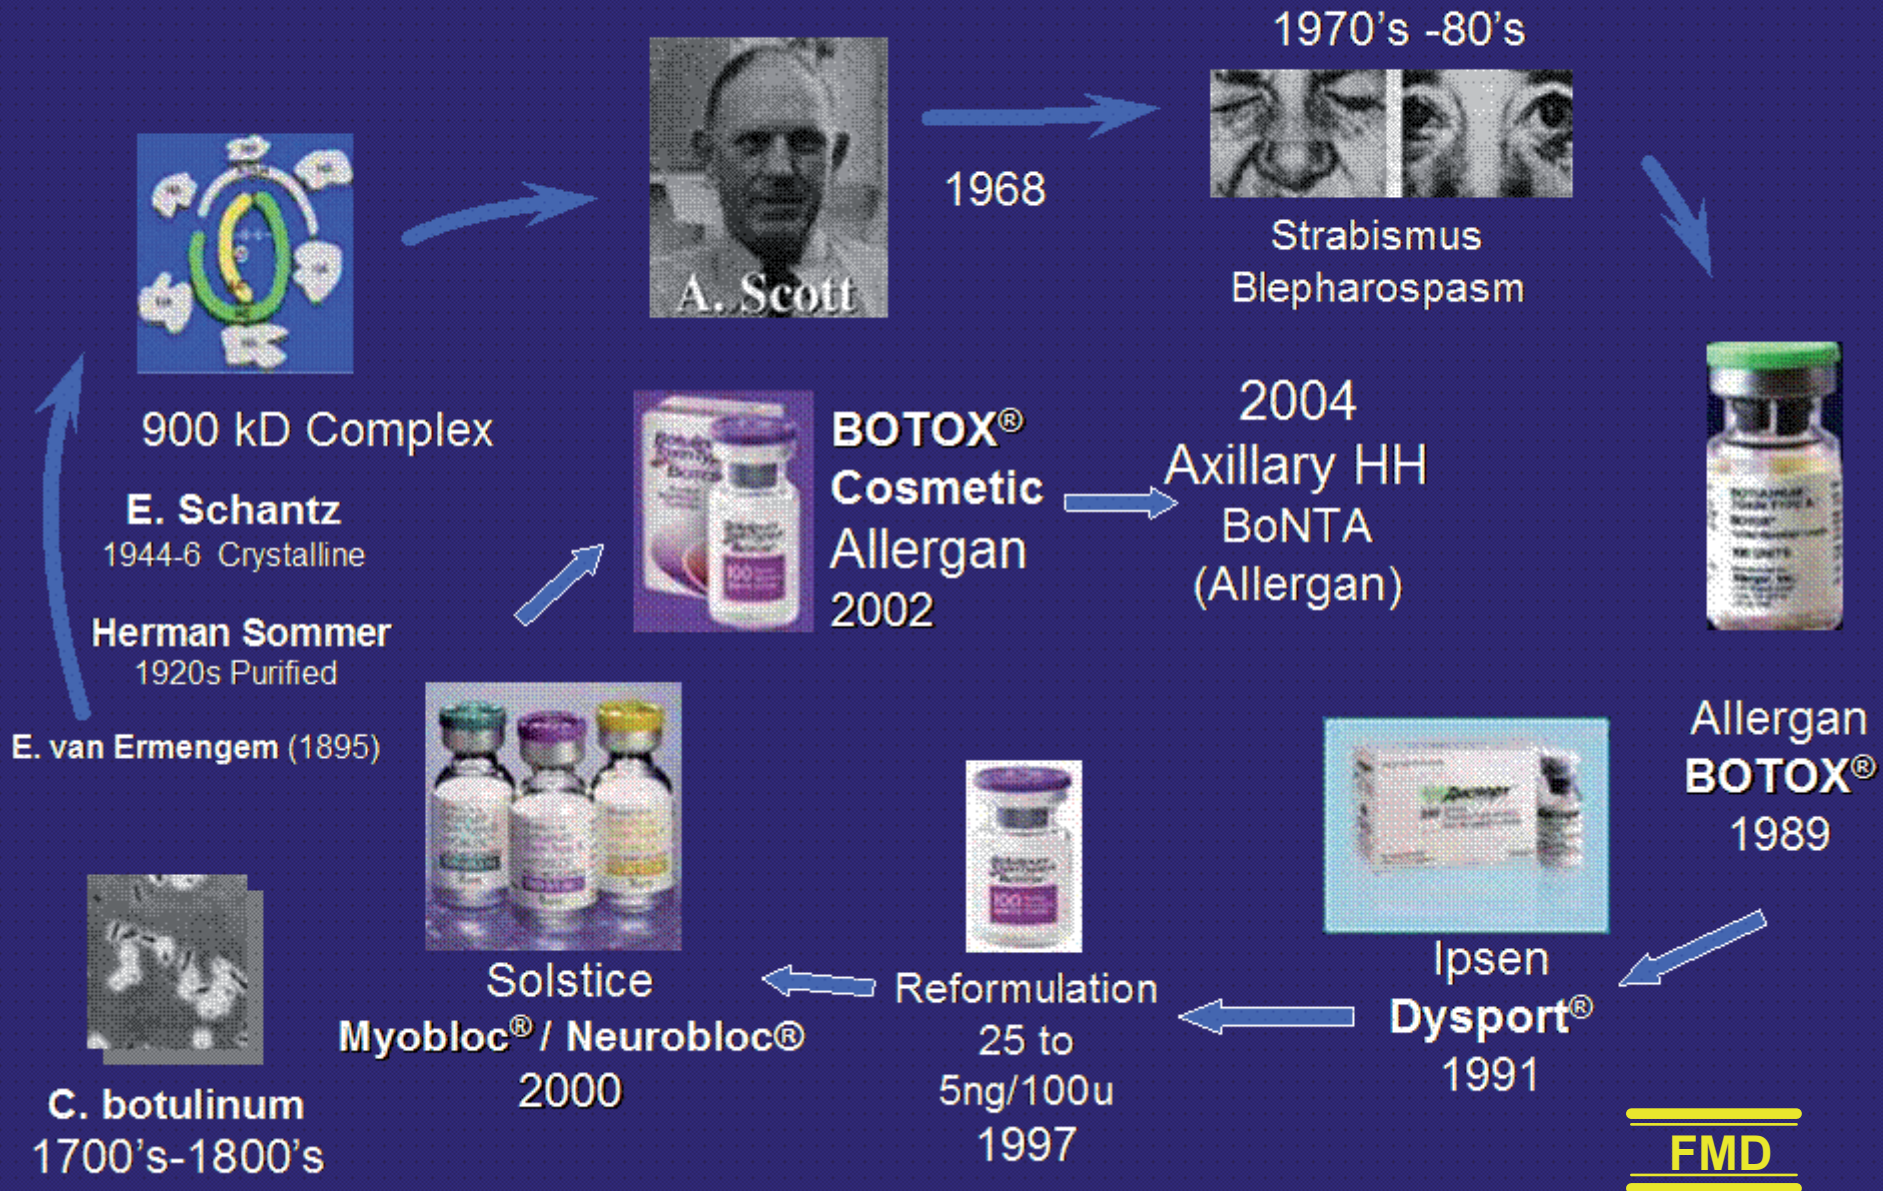 1970's -80's
A. Scott
1968
Strabismus
Blepharospasm
900 kD Complex
E. Schantz
1944-6 Crystalline
Herman Sommer
1920s Purified
E. van Ermengem (1895)
C. botulinum
1700's-1800's
BOTOX®
Cosmetic
Allergan
2002
2004
Axillary HH
BoNTA
(Allergan)
Allergan
BOTOX®
1989
Ipsen
Dysport®
1991
100
Reformulation
25 to
5ng/100u
1997
Solstice
Myobloc® / Neurobloc®
2000
FMD